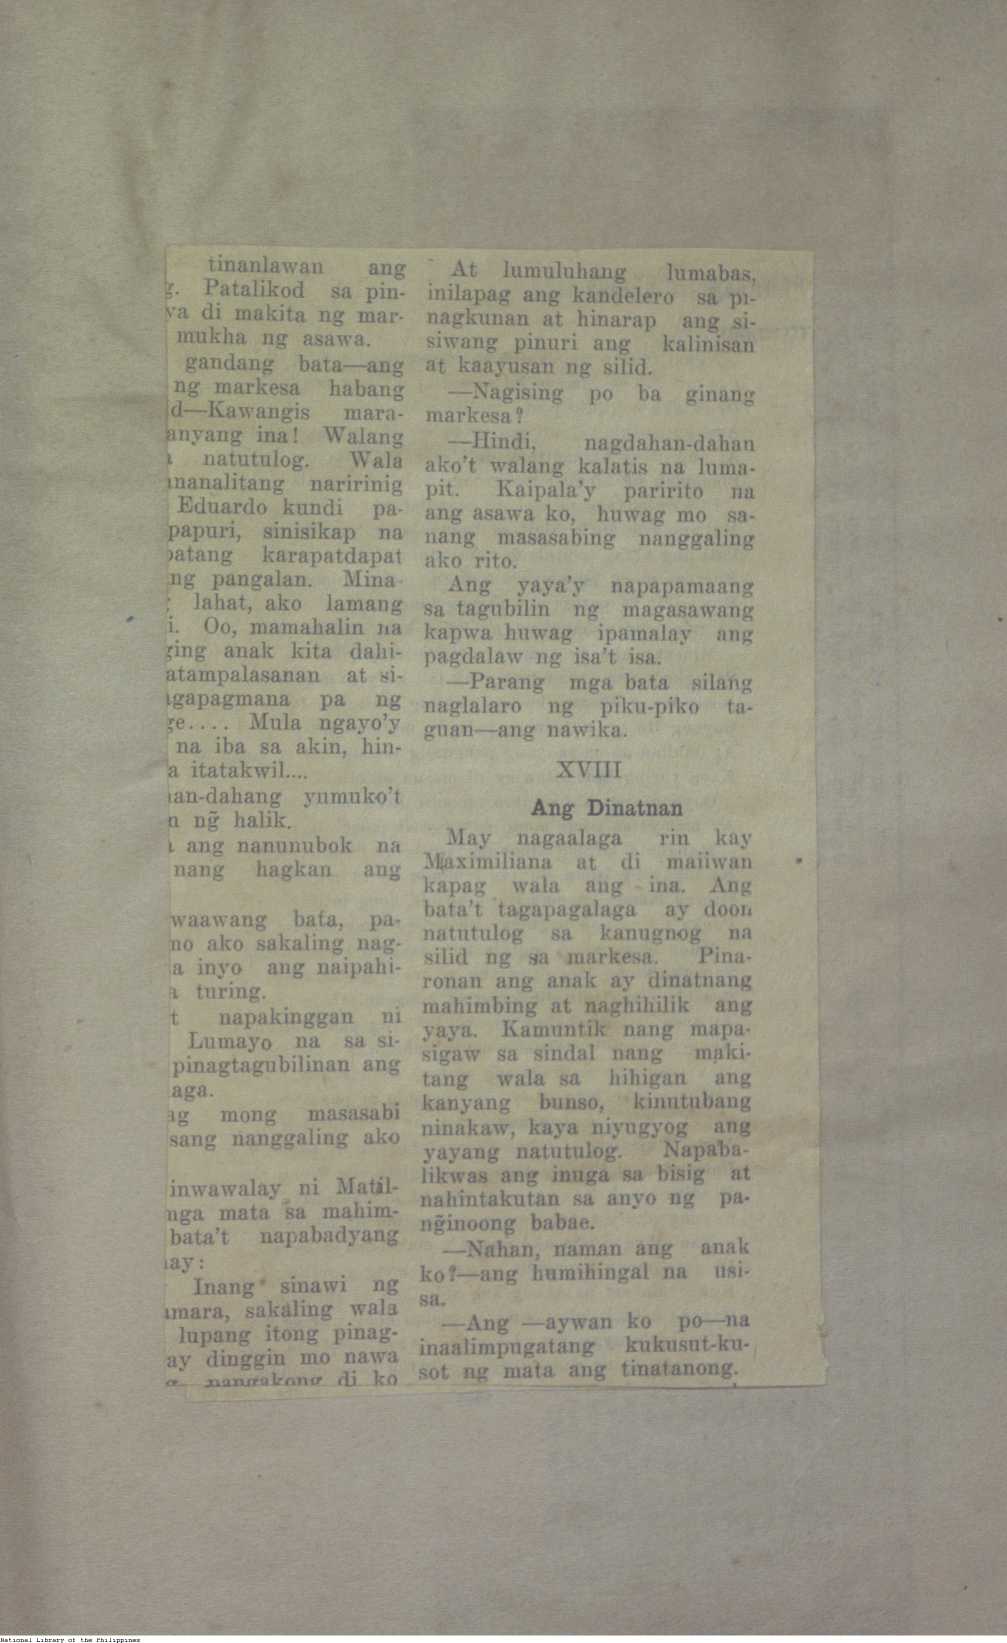 tinanlawan ang
Patalikod sa pin-
di makita ng mar-
mukha ng asawa.
gandang bata—ang
ng markesa habang
d—Kawangis mara-
anyang ina! Walang
natutulog. Wala
nanalitang naririnig
Eduardo kundi pa-
papuri, sinisikap na
batang karapatdapat
ng pangalan. Mina-
lahat, ako lamang
i. Oo, mamahalin na
ging anak kita dahi-
atampalasanan at si-
agapagmana pa ng
ge.... Mula ngayo'y
na iba sa akin, hin-
a itatakwil....
an-dahang yumuko't
n ng̃ halik.
ang nanunubok na
nang hagkan ang
waawang bata, pa-
no ako sakaling nag-
a inyo ang naipahi-
a turing.
t napakinggan ni
Lumayo na sa si-
pinagtagubilinan ang
aga.
ag mong masasabi
sang nanggaling ako
inwawalay ni Matil-
nga mata sa mahim-
bata't napabadyang
ay:
Inang sinawi ng
amara, sakaling wala
lupang itong pinag-
ay dinggin mo nawa
nangakong di ko
At lumuluhang lumabas,
inilapag ang kandelero sa pi-
nagkunan at hinarap ang si-
siwang pinuri ang kalinisan
at kaayusan ng silid.
—Nagising po ba ginang
markesa?
—Hindi, nagdahan-dahan
ako't walang kalatis na luma-
pit. Kaipala'y paririto na
ang asawa ko, huwag mo sa-
nang masasabing nanggaling
ako rito.
Ang yaya'y napapamaang
sa tagubilin ng magasawang
kapwa huwag ipamalay ang
pagdalaw ng isa't isa.
—Parang mga bata silang
naglalaro ng piku-piko ta-
guan—ang nawika.
XVIII
Ang Dinatnan
May nagaalaga rin kay
Maximiliana at di maiiwan
kapag wala ang ina. Ang
bata't tagapagalaga ay doon
natutulog sa kanugnog na
silid ng sa markesa. Pina-
ronan ang anak ay dinatnang
mahimbing at naghihilik ang
yaya. Kamuntik nang mapa-
sigaw sa sindal nang maki-
tang wala sa hihigan ang
kanyang bunso, kinutubang
ninakaw, kaya niyugyog ang
yayang natutulog. Napaba-
likwas ang inuga sa bisig at
nahintakutan sa anyo ng pa-
ng̃inoong babae.
—Nahan, naman ang anak
ko?—ang humihingal na usi-
sa.
—Ang —aywan ko po—na
inaalimpugatang kukusut-ku-
sot ng mata ang tinatanong.
National Library of the Philippines